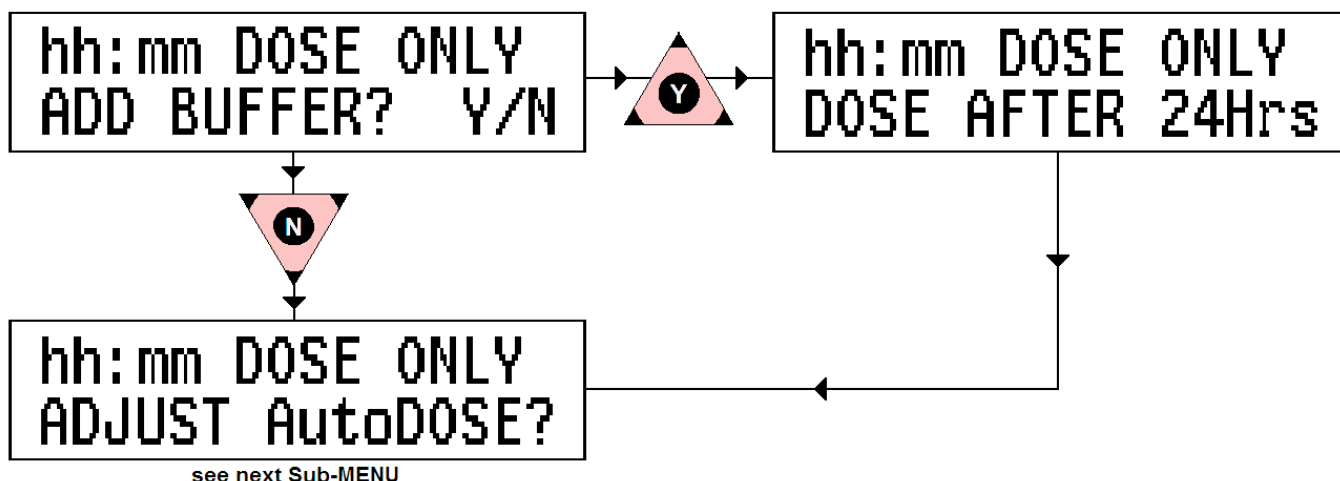 hh:mm DOSE ONLY
ADD BUFFER? Y/N
Y
hh:mm DOSE ONLY
DOSE AFTER 24Hrs
N
hh:mm DOSE ONLY
ADJUST AutoDOSE?
see next Sub-MENU